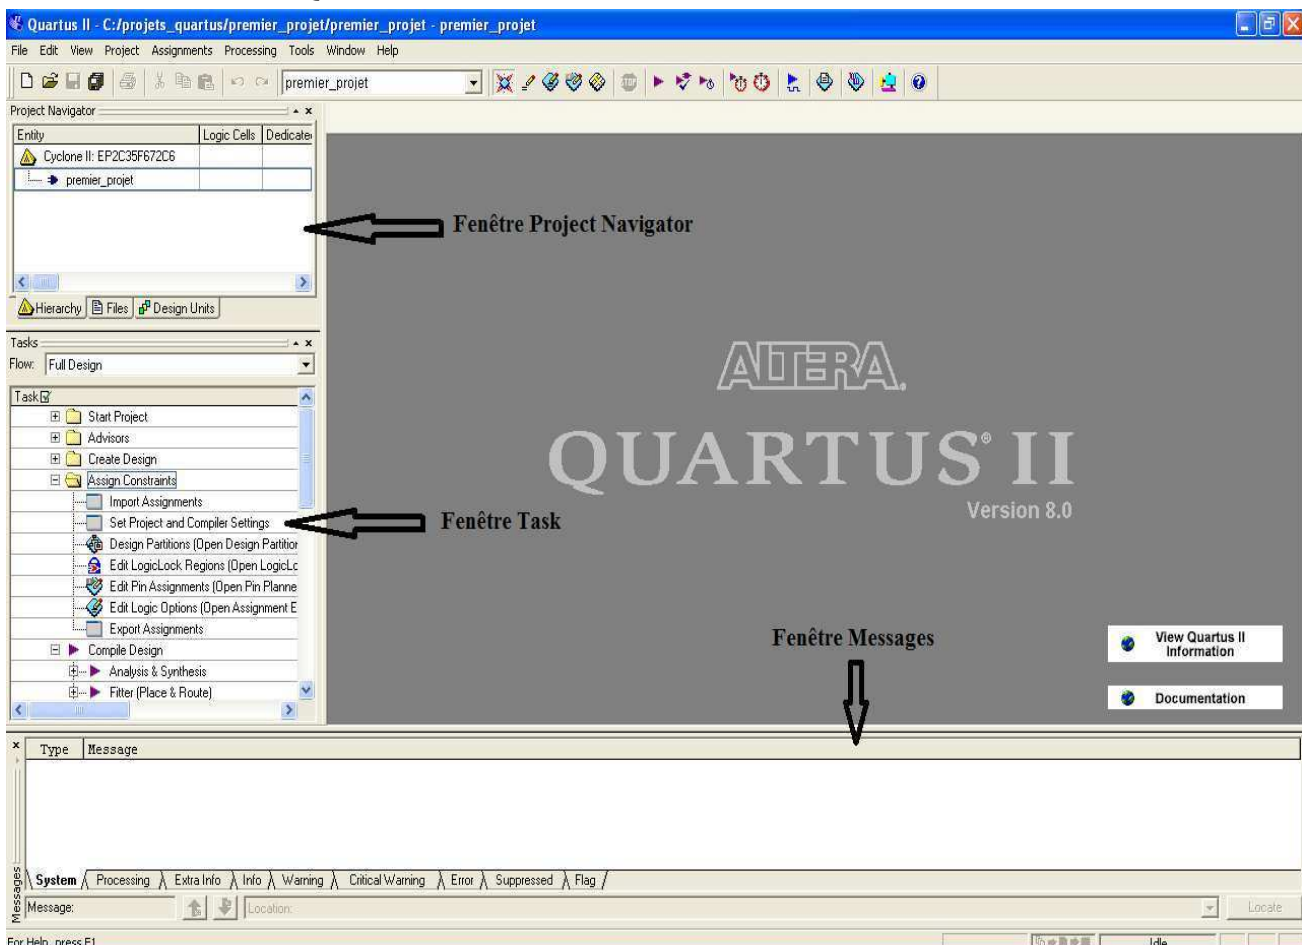 Quartus II - C:/projets_quartus/premier_projet/premier_projet - premier_projet
File Edit View Project Assignments Processing Tools Window Help
premier_projet
Project Navigator
Entity Logic Cells Dedicate
Cyclone II: EP2C35F672C6
premier_projet
Fenêtre Project Navigator
Hierarchy Files Design Units
Tasks
Flow: Full Design
Task
Start Project
Advisors
Create Design
Assign Constraints
Import Assignments
Set Project and Compiler Settings
Design Partitions (Open Design Partition
Edit LogicLock Regions (Open LogicLo
Edit Pin Assignments (Open Pin Planne
Edit Logic Options (Open Assignment E
Export Assignments
Compile Design
Analysis & Synthesis
Fitter (Place & Route)
Fenêtre Task
ALTERA.
QUARTUS® II
Version 8.0
Fenêtre Messages
View Quartus II
Information
Documentation
Type Message
System Processing Extra Info Info Warning Critical Warning Error Suppressed Flag
Messages
Message: Location: Locate
For Help, press F1 Idle